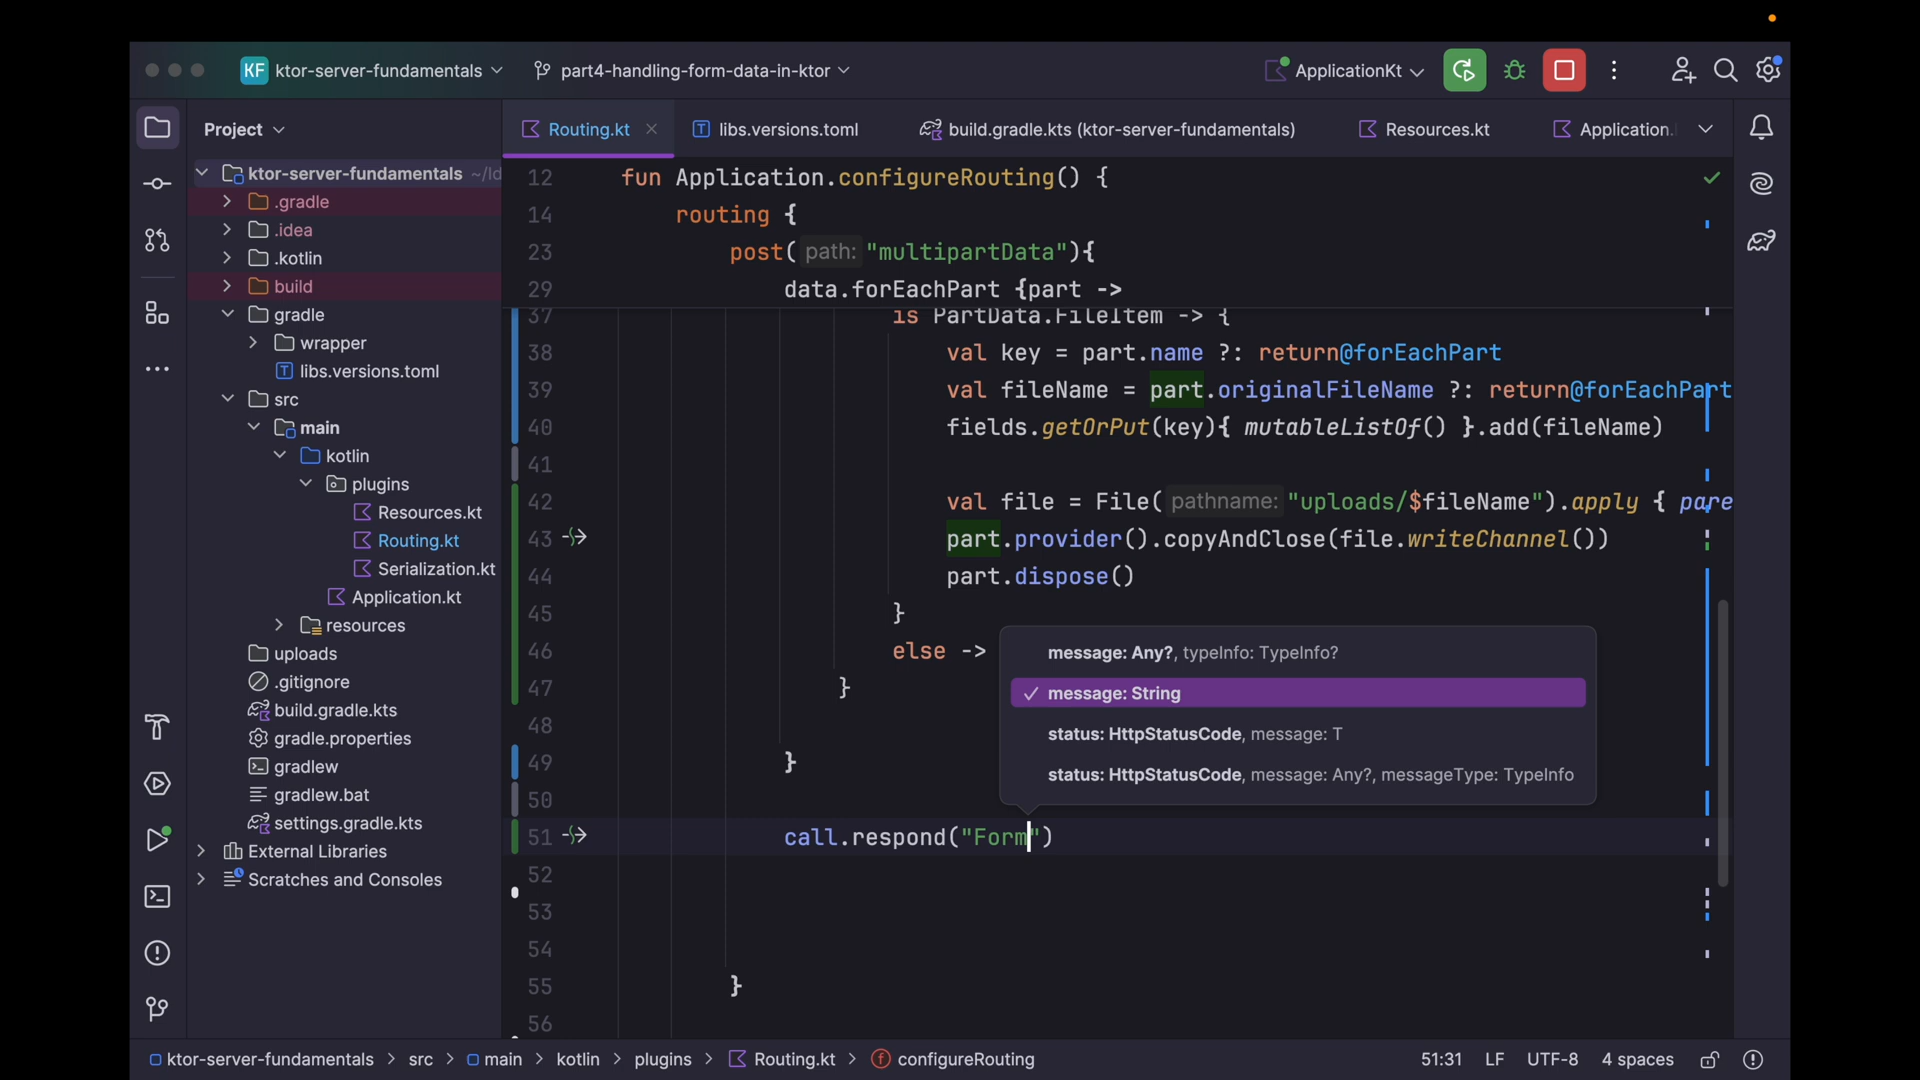 KF ktor-server-fundamentals part4-handling-form-data-in-ktor ApplicationKt
Project
Routing.kt libs.versions.toml build.gradle.kts (ktor-server-fundamentals) Resources.kt Application.
ktor-server-fundamentals ~/Id
.gradle
.idea
.kotlin
build
gradle
wrapper
libs.versions.toml
src
main
kotlin
plugins
Resources.kt
Routing.kt
Serialization.kt
Application.kt
resources
uploads
.gitignore
build.gradle.kts
gradle.properties
gradlew
gradlew.bat
settings.gradle.kts
External Libraries
Scratches and Consoles
12 fun Application.configureRouting() {
14 routing {
23 post( path: "multipartData"){
29 data.forEachPart {part ->
37 is PartData.FileItem -> {
38 val key = part.name ?: return@forEachPart
39 val fileName = part.originalFileName ?: return@forEachPart
40 fields.getOrPut(key){ mutableListOf() }.add(fileName)
41
42 val file = File( pathname: "uploads/$fileName").apply { pare
43 part.provider().copyAndClose(file.writeChannel())
44 part.dispose()
45 }
46 else ->
47 }
48
49 }
50
51 call.respond("Form")
52
53
54
55 }
56
message: Any?, typeInfo: TypeInfo?
message: String
status: HttpStatusCode, message: T
status: HttpStatusCode, message: Any?, messageType: TypeInfo
ktor-server-fundamentals > src > main > kotlin > plugins > Routing.kt > configureRouting 51:31 LF UTF-8 4 spaces